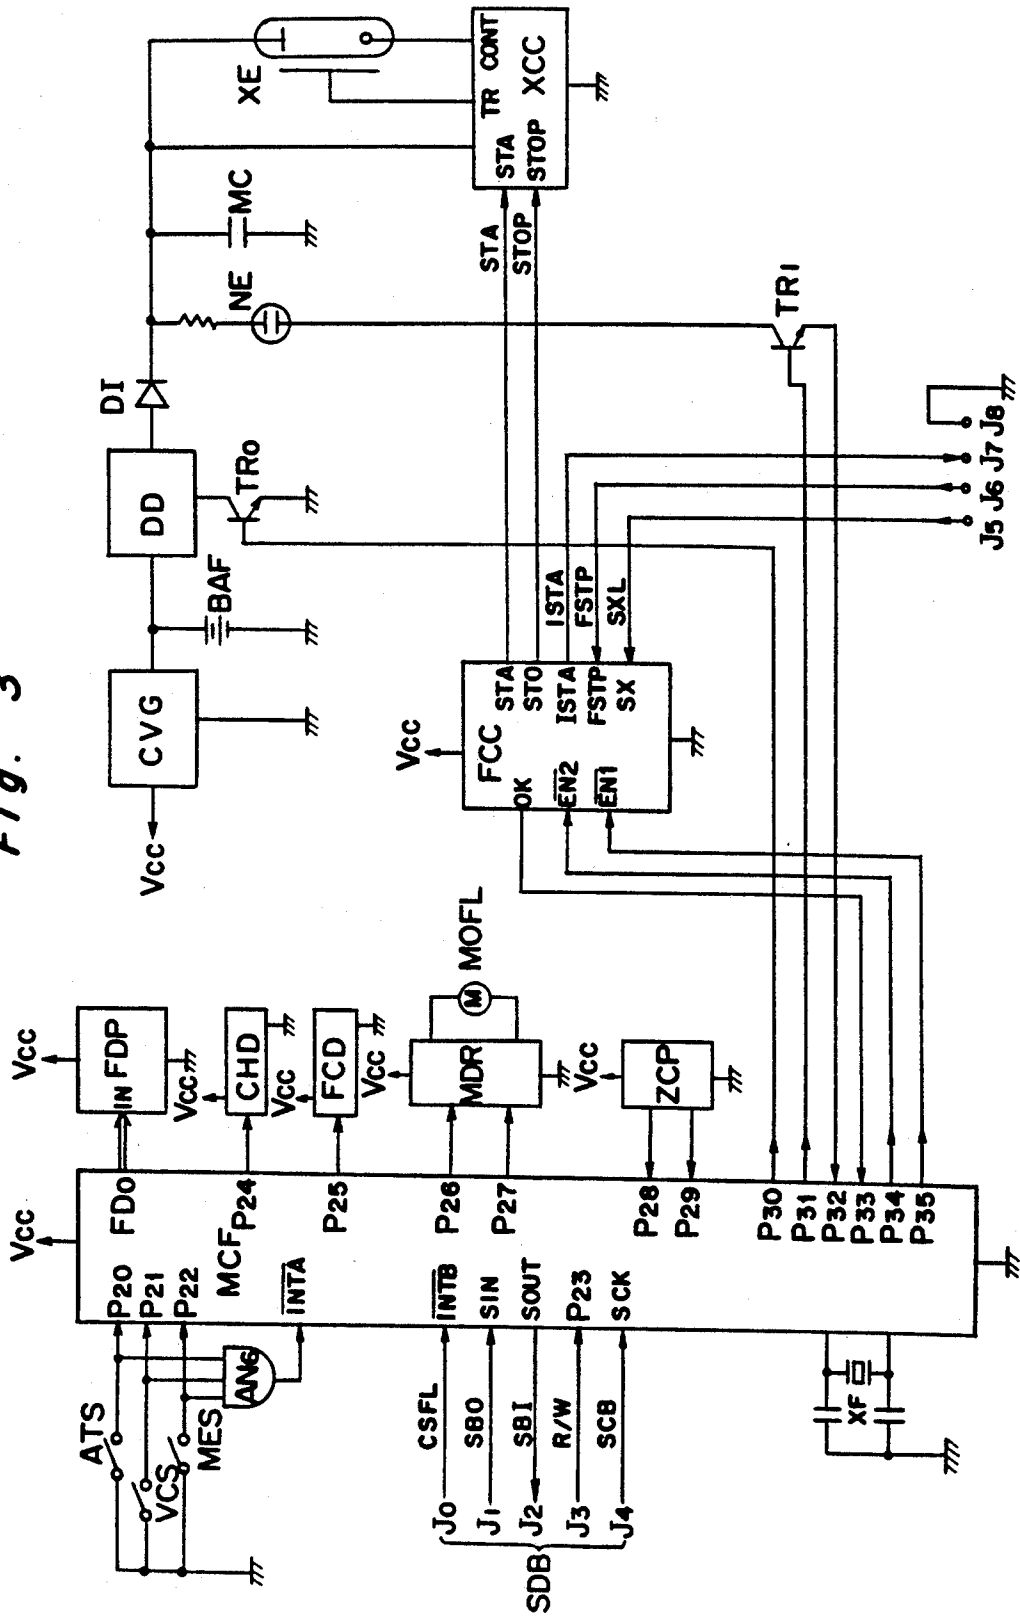 Fig. 3
XE
TR CONT
STA
XCC
STOP
MC
STA
STOP
NE
DI
TR1
DD
TRO
BAF
CVG
Vcc
ISTA
FSTP
SXL
J5 J6 J7 J8
Vcc
FCC
STA
STO
ISTA
FSTP
SX
OK
EN2
EN1
Vcc
IN FDP
Vcc
CHD
Vcc
FCD
Vcc
MDR
M
MOFL
Vcc
ZCP
Vcc
FDO
MCF
P24
P25
P26
P27
P28
P29
P30
P31
P32
P33
P34
P35
P20
P21
P22
INTA
INTB
SIN
SOUT
P23
SCK
ATS
VCS
MES
AN6
CSFL
SBO
SBI
R/W
SCB
J0
J1
J2
J3
J4
SDB
XF